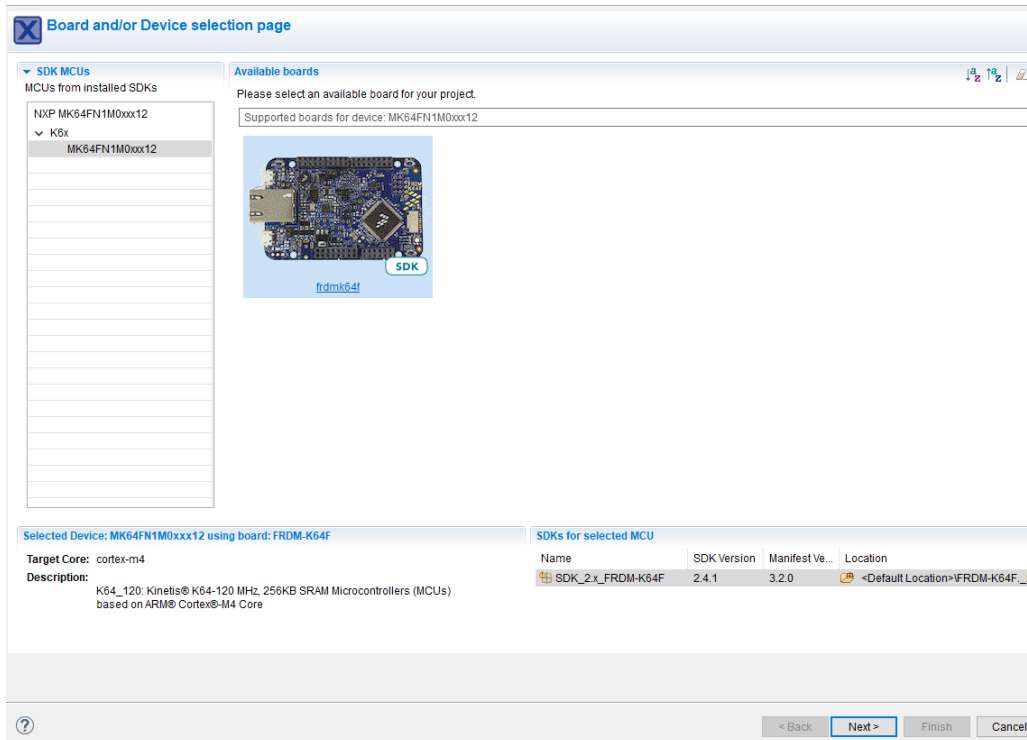 Board and/or Device selection page
SDK MCUs
MCUs from installed SDKs
NXP MK64FN1M0xxx12
K6x
MK64FN1M0xxx12
Available boards
Please select an available board for your project.
Supported boards for device: MK64FN1M0xxx12
SDK
frdmk64f
Selected Device: MK64FN1M0xxx12 using board: FRDM-K64F
Target Core: cortex-m4
Description:
K64_120: Kinetis® K64-120 MHz, 256KB SRAM Microcontrollers (MCUs)
based on ARM® Cortex®-M4 Core
SDKs for selected MCU
Name SDK Version Manifest Ve... Location
SDK_2.x_FRDM-K64F 2.4.1 3.2.0 <Default Location>\FRDM-K64F._
< Back Next > Finish Cancel